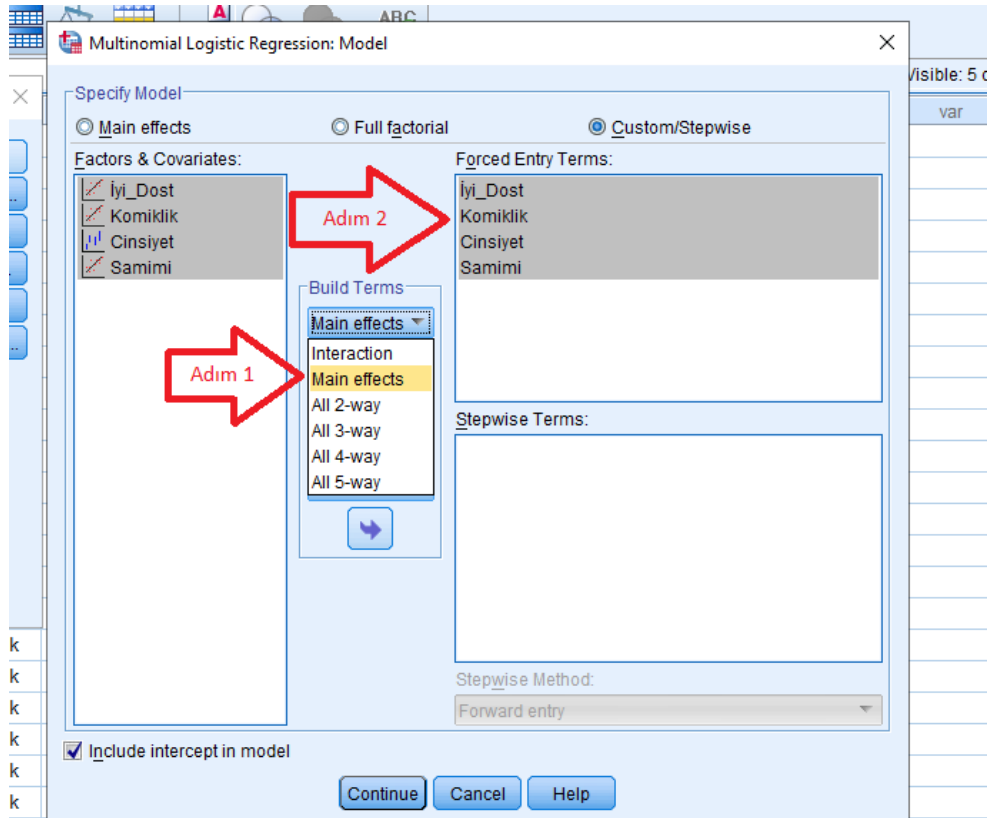 A
ABC
Multinomial Logistic Regression: Model
Visible: 5
var
Specify Model
Main effects
Full factorial
Custom/Stepwise
Factors & Covariates:
İyi_Dost
Komiklik
Cinsiyet
Samimi
Adım 2
Forced Entry Terms:
İyi_Dost
Komiklik
Cinsiyet
Samimi
Build Terms
Main effects
Interaction
Main effects
All 2-way
All 3-way
All 4-way
All 5-way
Adım 1
Stepwise Terms:
Stepwise Method:
Forward entry
k
k
k
k
k
k
Include intercept in model
Continue
Cancel
Help